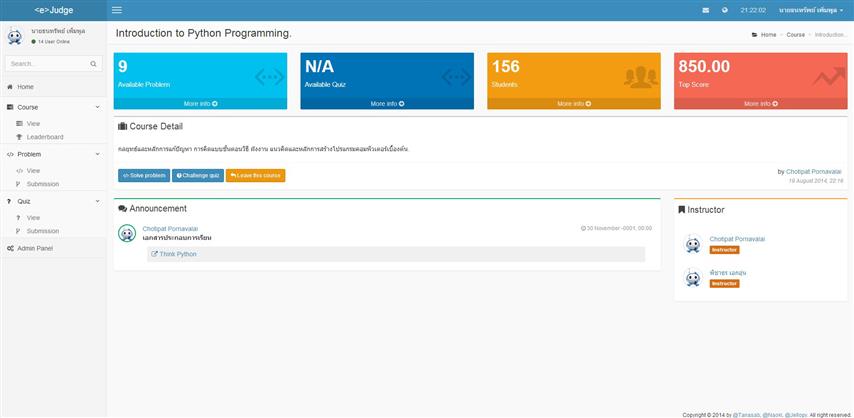 <e>Judge
21:22:02
นายธนทรัพย์ เพิ่มพูล
นายธนทรัพย์ เพิ่มพูล
14 User Online
Search...
Home
Course
View
Leaderboard
Problem
View
Submission
Quiz
View
Submission
Admin Panel
Introduction to Python Programming.
Home
Course
Introduction...
9
Available Problem
More info
N/A
Available Quiz
More info
156
Students
More info
850.00
Top Score
More info
Course Detail
กลยุทธ์และหลักการแก้ปัญหา การคิดแบบขั้นตอนวิธี ผังงาน แนวคิดและหลักการสร้างโปรแกรมคอมพิวเตอร์เบื้องต้น.
Solve problem
Challenge quiz
Leave this course
by Chotipat Pornavalai
19 August 2014, 22:16
Announcement
Chotipat Pornavalai
30 November -0001, 00:00
เอกสารประกอบการเรียน
Think Python
Instructor
Chotipat Pornavalai
Instructor
Instructor
Copyright © 2014 by @Tanasab, @Naoki, @Jellopy. All right reserved.